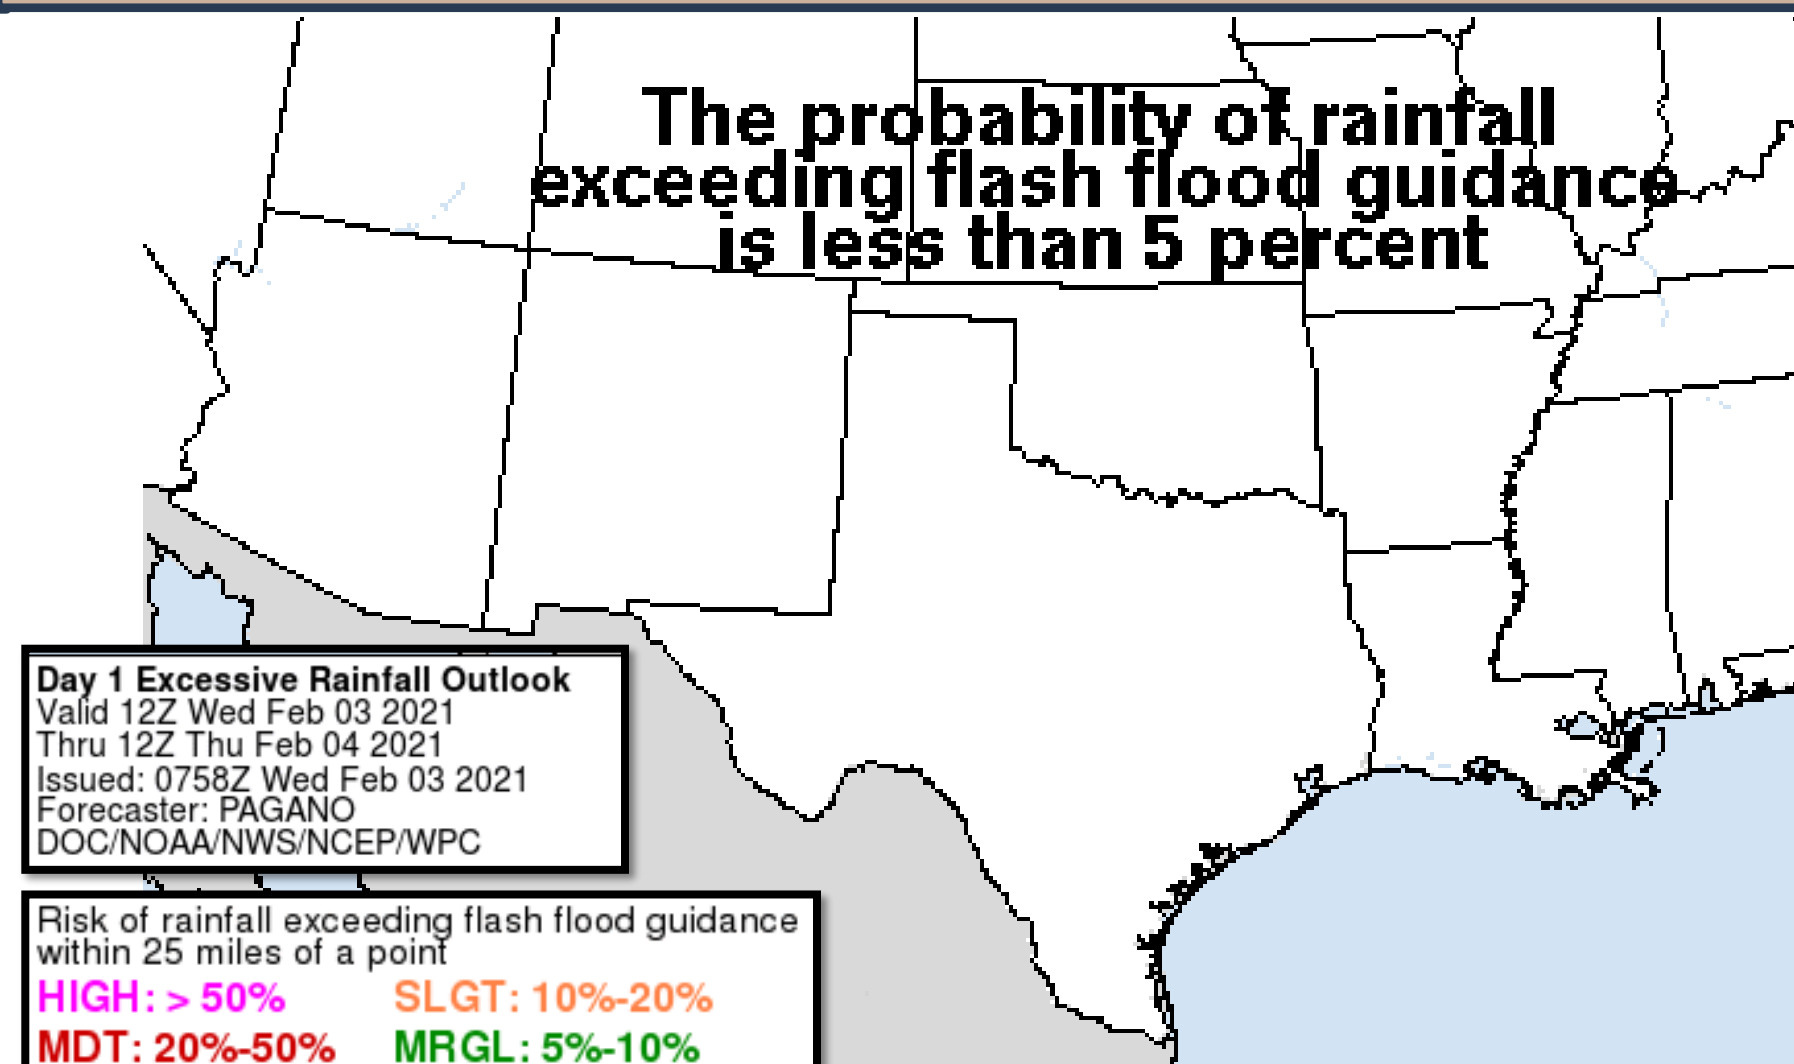 The probability of rainfall
exceeding flash flood guidance
is less than 5 percent
Day 1 Excessive Rainfall Outlook
Valid 12Z Wed Feb 03 2021
Thru 12Z Thu Feb 04 2021
Issued: 0758Z Wed Feb 03 2021
Forecaster: PAGANO
DOC/NOAA/NWS/NCEP/WPC
Risk of rainfall exceeding flash flood guidance
within 25 miles of a point
HIGH: > 50% SLGT: 10%-20%
MDT: 20%-50% MRGL: 5%-10%